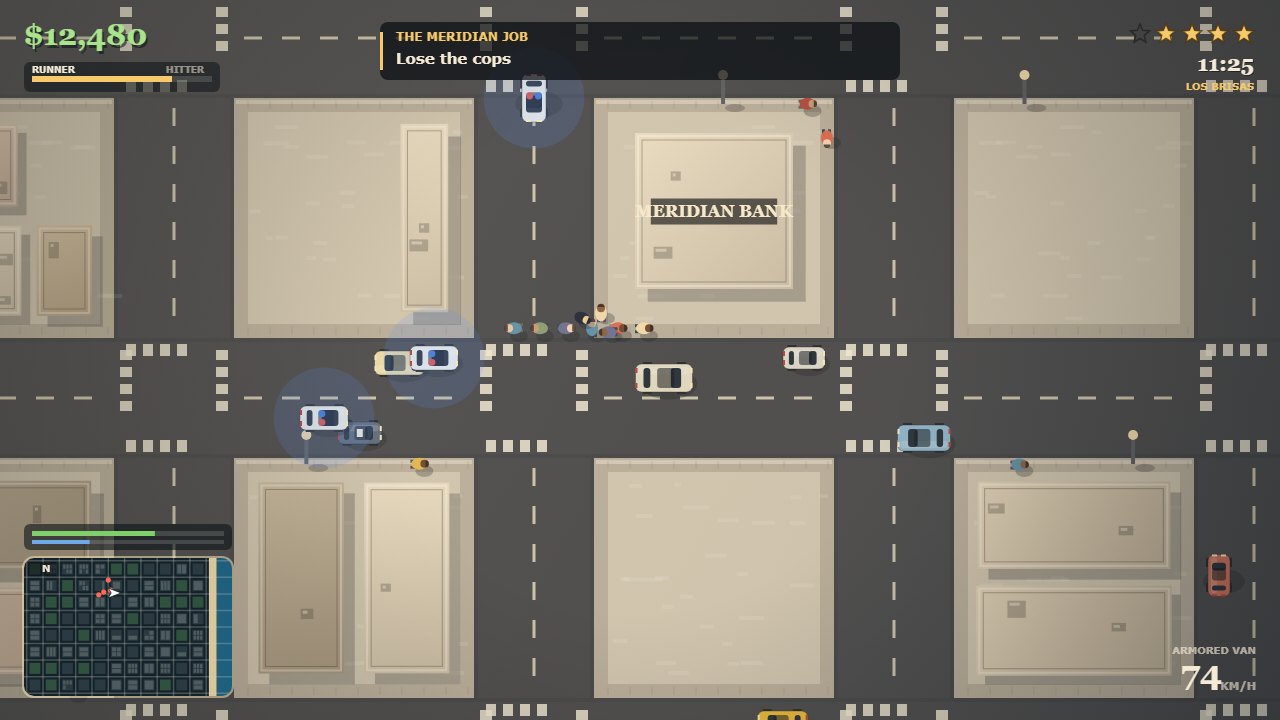 $12,480
RUNNER HITTER
THE MERIDIAN JOB
Lose the cops
11:25
LOS BRISAS
MERIDIAN BANK
N
ARMORED VAN
74 KM/H